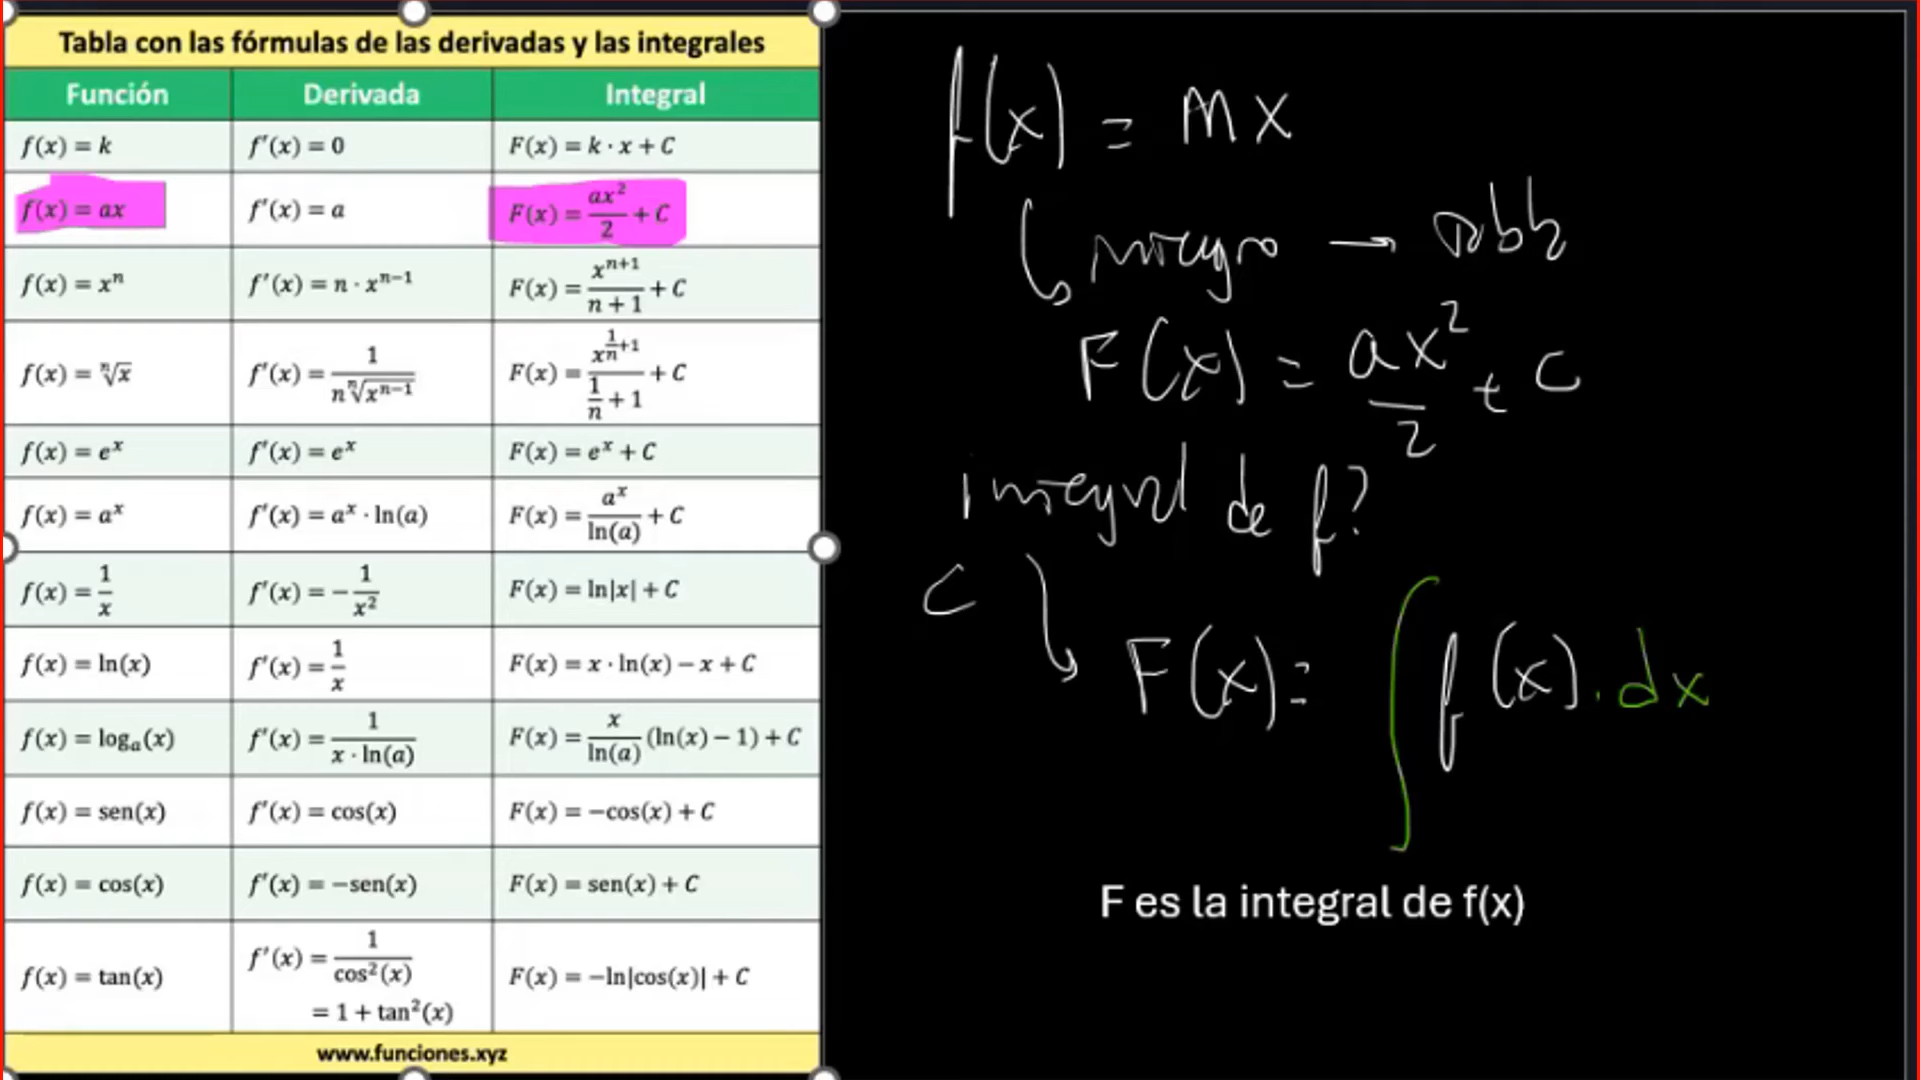 Tabla con las fórmulas de las derivadas y las integrales
Función Derivada Integral
f(x) = k f'(x) = 0 F(x) = k · x + C
f(x) = ax f'(x) = a F(x) = ax²/2 + C
f(x) = xⁿ f'(x) = n · xⁿ⁻¹ F(x) = xⁿ⁺¹/(n + 1) + C
f(x) = ⁿ√x f'(x) = 1/(n ⁿ√(xⁿ⁻¹)) F(x) = x^(1/n+1)/(1/n + 1) + C
f(x) = eˣ f'(x) = eˣ F(x) = eˣ + C
f(x) = aˣ f'(x) = aˣ · ln(a) F(x) = aˣ/ln(a) + C
f(x) = 1/x f'(x) = −1/x² F(x) = ln|x| + C
f(x) = ln(x) f'(x) = 1/x F(x) = x · ln(x) − x + C
f(x) = logₐ(x) f'(x) = 1/(x · ln(a)) F(x) = x/ln(a) (ln(x) − 1) + C
f(x) = sen(x) f'(x) = cos(x) F(x) = −cos(x) + C
f(x) = cos(x) f'(x) = −sen(x) F(x) = sen(x) + C
f(x) = tan(x) f'(x) = 1/cos²(x) F(x) = −ln|cos(x)| + C
= 1 + tan²(x)
www.funciones.xyz
f(x) = mx
integro →
F(x) = ax²/2 + C
integral de f?
C
F(x) = ∫ f(x) . dx
F es la integral de f(x)